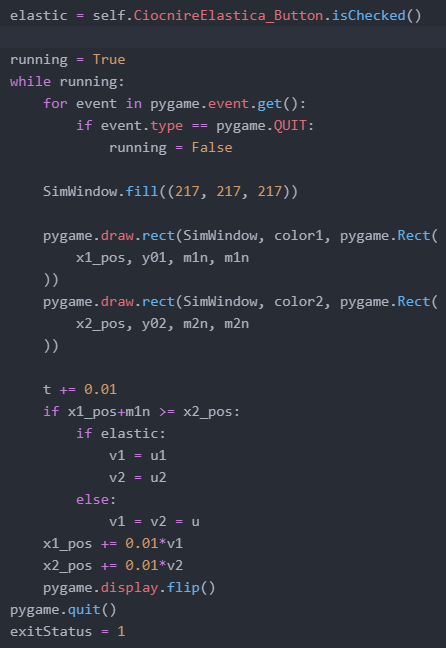 elastic = self.CiocnireElastica_Button.isChecked()

running = True
while running:
    for event in pygame.event.get():
        if event.type == pygame.QUIT:
            running = False

    SimWindow.fill((217, 217, 217))

    pygame.draw.rect(SimWindow, color1, pygame.Rect(
        x1_pos, y01, m1n, m1n
    ))
    pygame.draw.rect(SimWindow, color2, pygame.Rect(
        x2_pos, y02, m2n, m2n
    ))

    t += 0.01
    if x1_pos+m1n >= x2_pos:
        if elastic:
            v1 = u1
            v2 = u2
        else:
            v1 = v2 = u
    x1_pos += 0.01*v1
    x2_pos += 0.01*v2
    pygame.display.flip()
pygame.quit()
exitStatus = 1